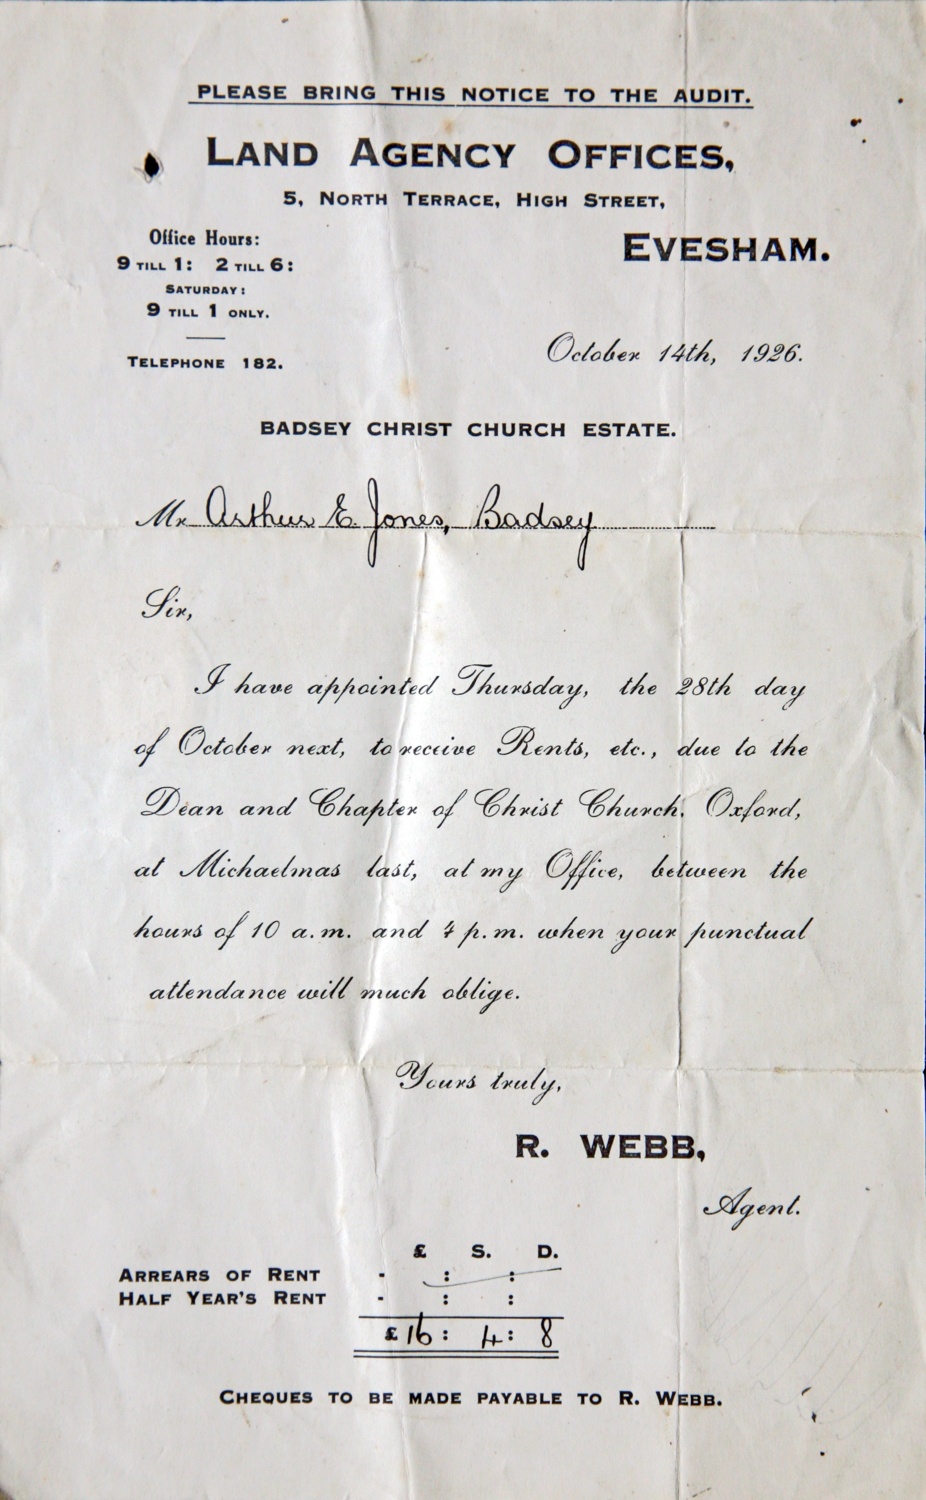 PLEASE BRING THIS NOTICE TO THE AUDIT.
LAND AGENCY OFFICES,
5, NORTH TERRACE, HIGH STREET,
EVESHAM.
Office Hours:
9 TILL 1: 2 TILL 6:
SATURDAY:
9 TILL 1 ONLY.
TELEPHONE 182.
October 14th, 1926.
BADSEY CHRIST CHURCH ESTATE.
Mr Arthur E. Jones, Badsey
Sir,
I have appointed Thursday, the 28th day
of October next, to receive Rents, etc., due to the
Dean and Chapter of Christ Church, Oxford,
at Michaelmas last, at my Office, between the
hours of 10 a.m. and 4 p.m. when your punctual
attendance will much oblige.
Yours truly,
R. WEBB,
Agent.
£ S. D.
ARREARS OF RENT - : :
HALF YEAR'S RENT - : :
£16 : 4 : 8
CHEQUES TO BE MADE PAYABLE TO R. WEBB.